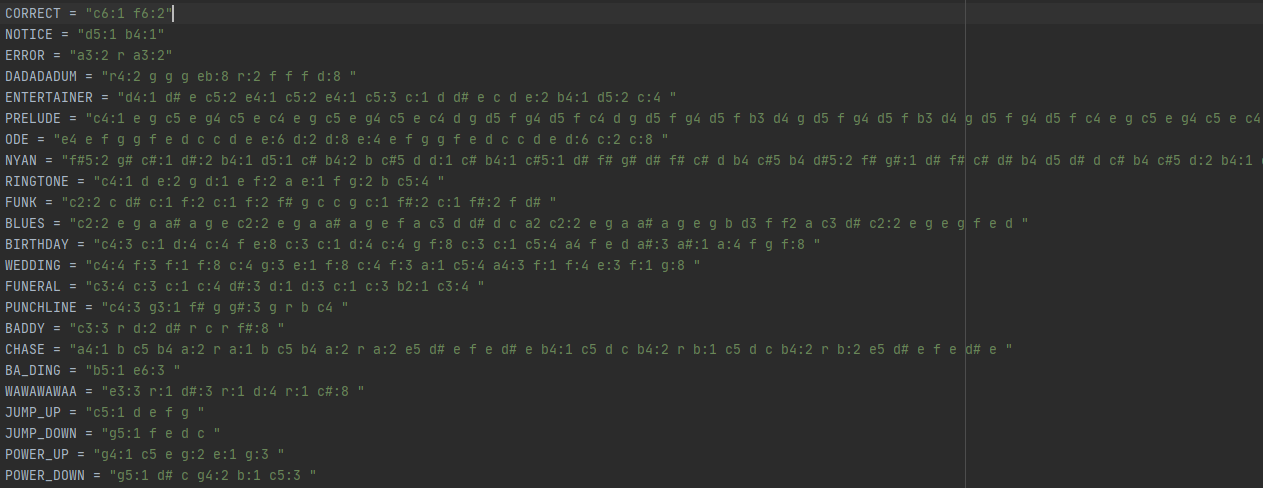 CORRECT = "c6:1 f6:2"
NOTICE = "d5:1 b4:1"
ERROR = "a3:2 r a3:2"
DADADADUM = "r4:2 g g g eb:8 r:2 f f f d:8 "
ENTERTAINER = "d4:1 d# e c5:2 e4:1 c5:2 e4:1 c5:3 c:1 d d# e c d e:2 b4:1 d5:2 c:4 "
PRELUDE = "c4:1 e g c5 e g4 c5 e c4 e g c5 e g4 c5 e c4 d g d5 f g4 d5 f c4 d g d5 f g4 d5 f b3 d4 g d5 f g4 d5 f b3 d4 g d5 f g4 d5 f c4 e g c5 e g4 c5 e c4
ODE = "e4 e f g g f e d c c d e e:6 d:2 d:8 e:4 e f g g f e d c c d e d:6 c:2 c:8 "
NYAN = "f#5:2 g# c#:1 d#:2 b4:1 d5:1 c# b4:2 b c#5 d d:1 c# b4:1 c#5:1 d# f# g# d# f# c# d b4 c#5 b4 d#5:2 f# g#:1 d# f# c# d# b4 d5 d# d c# b4 c#5 d:2 b4:1
RINGTONE = "c4:1 d e:2 g d:1 e f:2 a e:1 f g:2 b c5:4 "
FUNK = "c2:2 c d# c:1 f:2 c:1 f:2 f# g c c g c:1 f#:2 c:1 f#:2 f d# "
BLUES = "c2:2 e g a a# a g e c2:2 e g a a# a g e f a c3 d d# d c a2 c2:2 e g a a# a g e g b d3 f f2 a c3 d# c2:2 e g e g f e d "
BIRTHDAY = "c4:3 c:1 d:4 c:4 f e:8 c:3 c:1 d:4 c:4 g f:8 c:3 c:1 c5:4 a4 f e d a#:3 a#:1 a:4 f g f:8 "
WEDDING = "c4:4 f:3 f:1 f:8 c:4 g:3 e:1 f:8 c:4 f:3 a:1 c5:4 a4:3 f:1 f:4 e:3 f:1 g:8 "
FUNERAL = "c3:4 c:3 c:1 c:4 d#:3 d:1 d:3 c:1 c:3 b2:1 c3:4 "
PUNCHLINE = "c4:3 g3:1 f# g g#:3 g r b c4 "
BADDY = "c3:3 r d:2 d# r c r f#:8 "
CHASE = "a4:1 b c5 b4 a:2 r a:1 b c5 b4 a:2 r a:2 e5 d# e f e d# e b4:1 c5 d c b4:2 r b:1 c5 d c b4:2 r b:2 e5 d# e f e d# e "
BA_DING = "b5:1 e6:3 "
WAWAWAWAA = "e3:3 r:1 d#:3 r:1 d:4 r:1 c#:8 "
JUMP_UP = "c5:1 d e f g "
JUMP_DOWN = "g5:1 f e d c "
POWER_UP = "g4:1 c5 e g:2 e:1 g:3 "
POWER_DOWN = "g5:1 d# c g4:2 b:1 c5:3 "